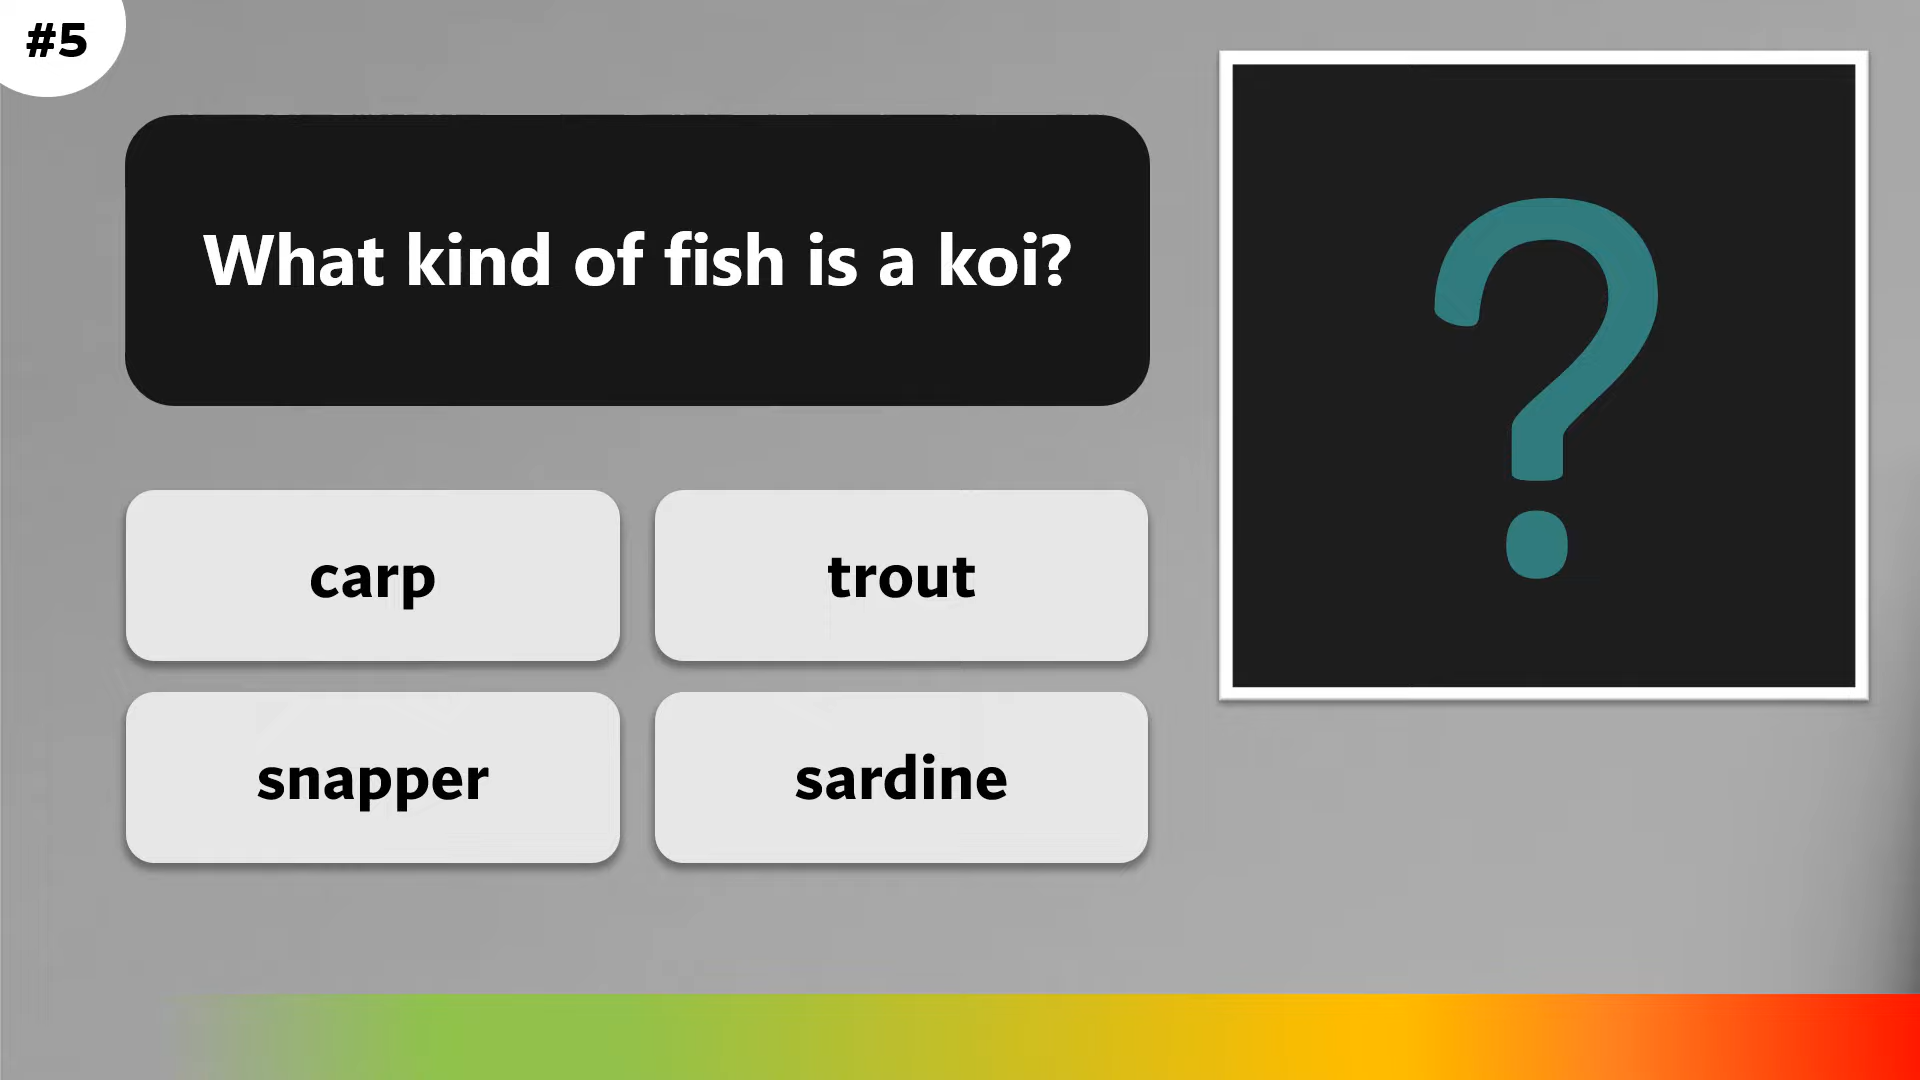 #5
What kind of fish is a koi?
carp
trout
snapper
sardine
?